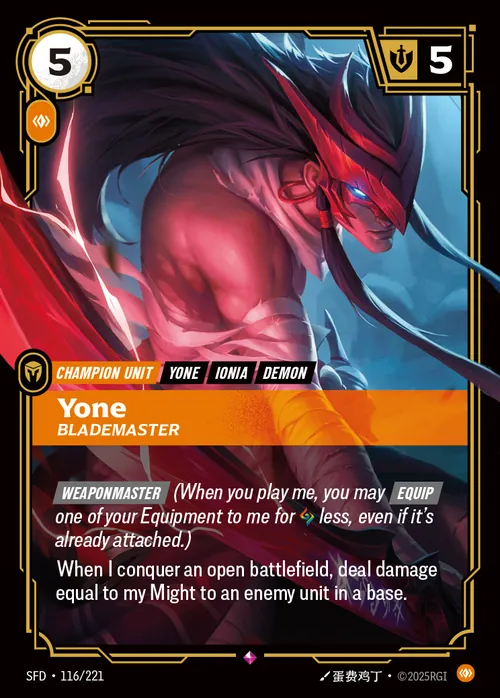 5
5
CHAMPION UNIT YONE IONIA DEMON
Yone
BLADEMASTER
WEAPONMASTER (When you play me, you may EQUIP
one of your Equipment to me for less, even if it's
already attached.)
When I conquer an open battlefield, deal damage
equal to my Might to an enemy unit in a base.
SFD • 116/221
蛋费鸡丁 • ©2025RGI